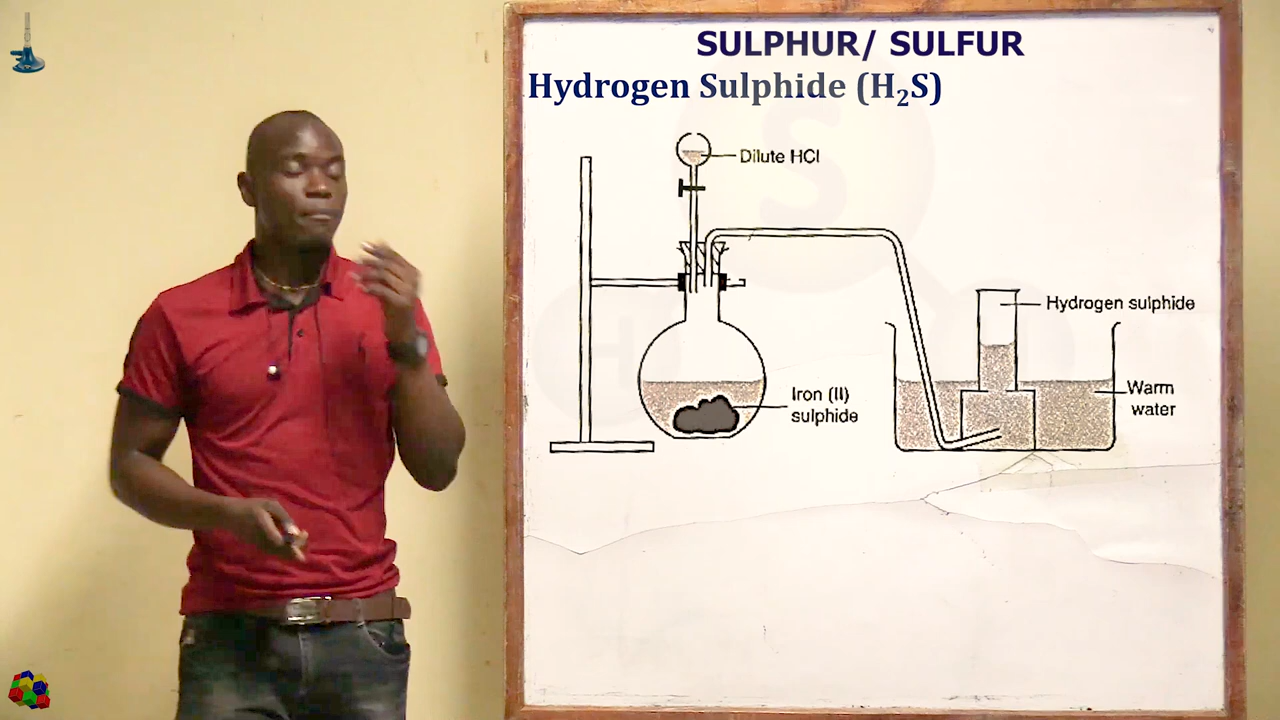 SULPHUR/ SULFUR
Hydrogen Sulphide (H₂S)
Dilute HCl
Hydrogen sulphide
Iron (II)
sulphide
Warm
water